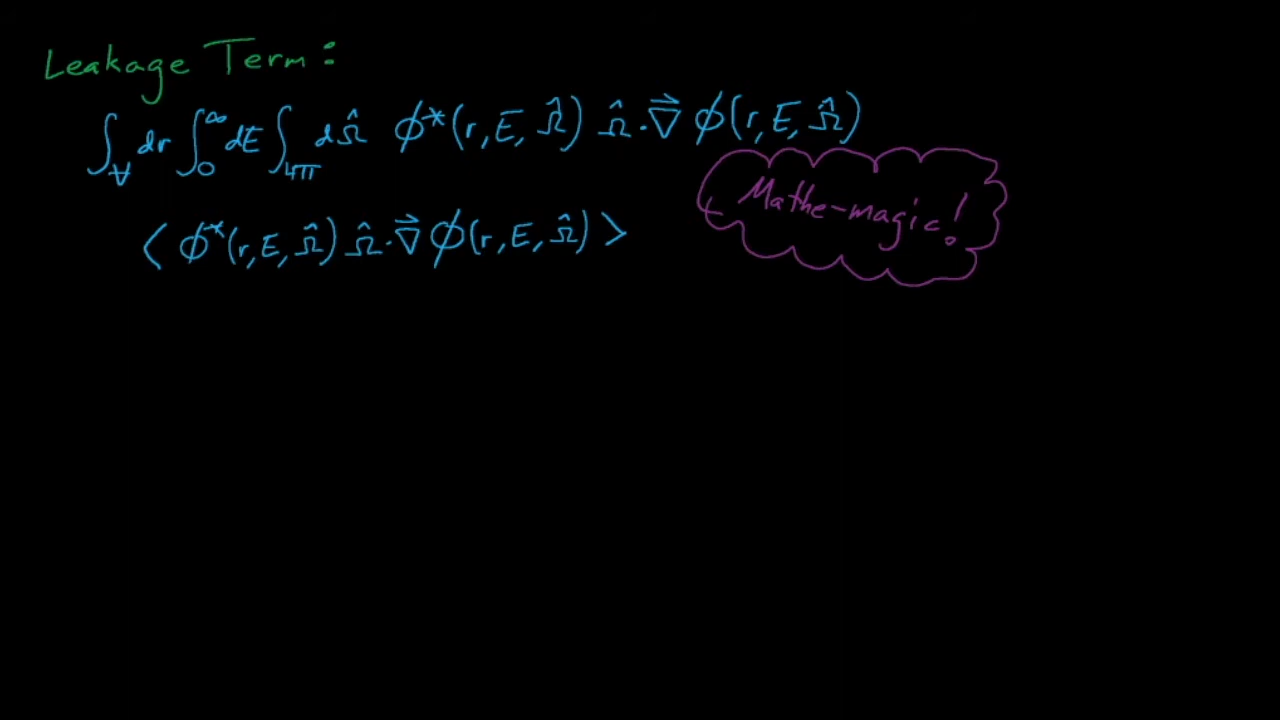 Leakage Term:
∫_V dr ∫_0^∞ dE ∫_4π dΩ̂ ϕ*(r, E, Ω̂) Ω̂·∇⃗ ϕ(r, E, Ω̂)
Mathe-magic!
⟨ ϕ*(r, E, Ω̂) Ω̂·∇⃗ ϕ(r, E, Ω̂) ⟩